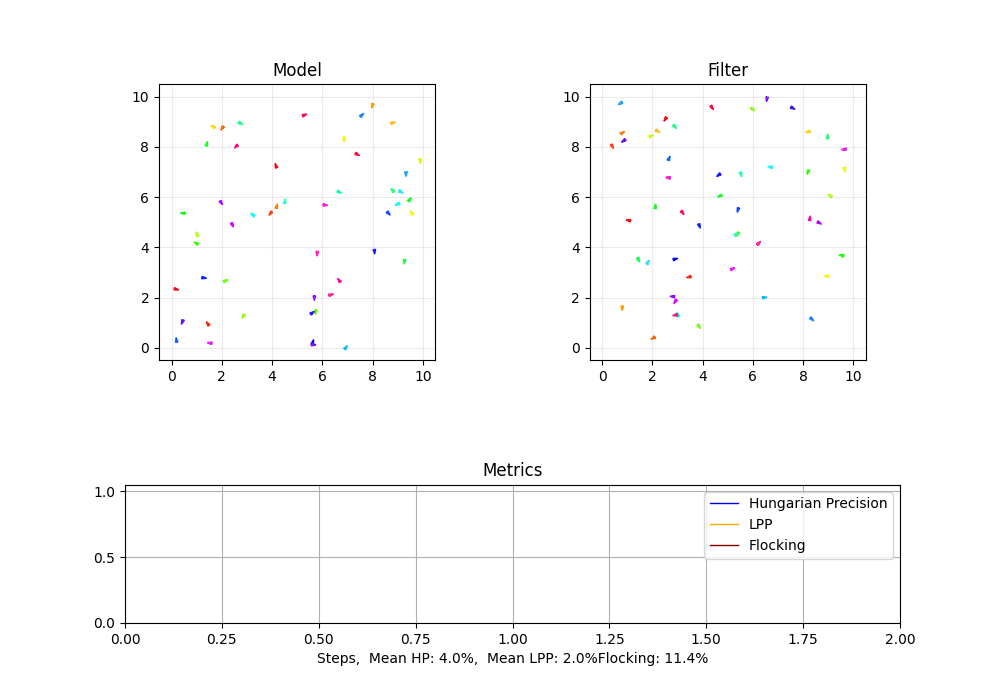 Model
Filter
10
8
6
4
2
0
0 2 4 6 8 10
10
8
6
4
2
0
0 2 4 6 8 10
Metrics
1.0
0.5
0.0
Hungarian Precision
LPP
Flocking
0.00 0.25 0.50 0.75 1.00 1.25 1.50 1.75 2.00
Steps,  Mean HP: 4.0%,  Mean LPP: 2.0%Flocking: 11.4%